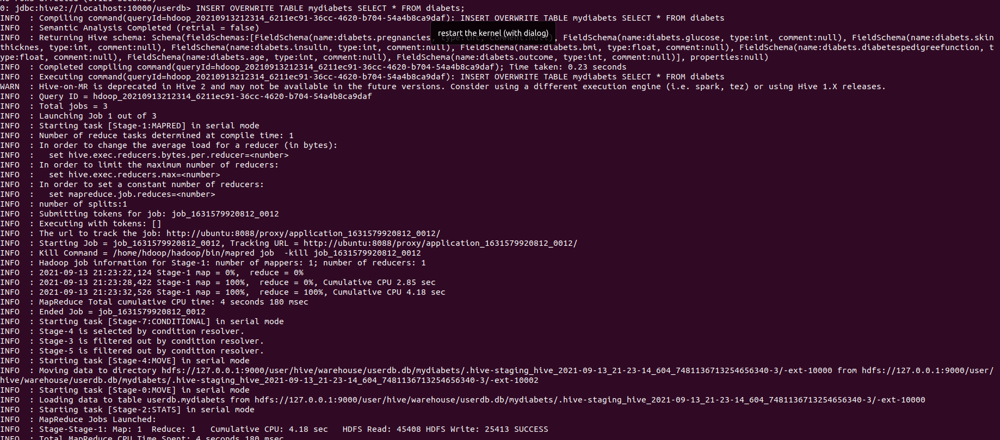 0: jdbc:hive2://localhost:10000/userdb> INSERT OVERWRITE TABLE mydiabets SELECT * FROM diabets;
INFO  : Compiling command(queryId=hdoop_20210913212314_6211ec91-36cc-4620-b704-54a4b8ca9daf): INSERT OVERWRITE TABLE mydiabets SELECT * FROM diabets
INFO  : Semantic Analysis Completed (retrial = false)
restart the kernel (with dialog)
INFO  : Returning Hive schema: Schema(fieldSchemas:[FieldSchema(name:diabets.pregnancies, type:int, comment:null), FieldSchema(name:diabets.glucose, type:int, comment:null), FieldSchema(name:diabets.skin
thicknes, type:int, comment:null), FieldSchema(name:diabets.insulin, type:int, comment:null), FieldSchema(name:diabets.bmi, type:float, comment:null), FieldSchema(name:diabets.diabetespedigreefunction, t
ype:float, comment:null), FieldSchema(name:diabets.age, type:int, comment:null), FieldSchema(name:diabets.outcome, type:int, comment:null)], properties:null)
INFO  : Completed compiling command(queryId=hdoop_20210913212314_6211ec91-36cc-4620-b704-54a4b8ca9daf); Time taken: 0.23 seconds
INFO  : Executing command(queryId=hdoop_20210913212314_6211ec91-36cc-4620-b704-54a4b8ca9daf): INSERT OVERWRITE TABLE mydiabets SELECT * FROM diabets
WARN  : Hive-on-MR is deprecated in Hive 2 and may not be available in the future versions. Consider using a different execution engine (i.e. spark, tez) or using Hive 1.X releases.
INFO  : Query ID = hdoop_20210913212314_6211ec91-36cc-4620-b704-54a4b8ca9daf
INFO  : Total jobs = 3
INFO  : Launching Job 1 out of 3
INFO  : Starting task [Stage-1:MAPRED] in serial mode
INFO  : Number of reduce tasks determined at compile time: 1
INFO  : In order to change the average load for a reducer (in bytes):
INFO  :   set hive.exec.reducers.bytes.per.reducer=<number>
INFO  : In order to limit the maximum number of reducers:
INFO  :   set hive.exec.reducers.max=<number>
INFO  : In order to set a constant number of reducers:
INFO  :   set mapreduce.job.reduces=<number>
INFO  : number of splits:1
INFO  : Submitting tokens for job: job_1631579920812_0012
INFO  : Executing with tokens: []
INFO  : The url to track the job: http://ubuntu:8088/proxy/application_1631579920812_0012/
INFO  : Starting Job = job_1631579920812_0012, Tracking URL = http://ubuntu:8088/proxy/application_1631579920812_0012/
INFO  : Kill Command = /home/hdoop/hadoop/bin/mapred job  -kill job_1631579920812_0012
INFO  : Hadoop job information for Stage-1: number of mappers: 1; number of reducers: 1
INFO  : 2021-09-13 21:23:22,124 Stage-1 map = 0%,  reduce = 0%
INFO  : 2021-09-13 21:23:28,422 Stage-1 map = 100%,  reduce = 0%, Cumulative CPU 2.85 sec
INFO  : 2021-09-13 21:23:32,526 Stage-1 map = 100%,  reduce = 100%, Cumulative CPU 4.18 sec
INFO  : MapReduce Total cumulative CPU time: 4 seconds 180 msec
INFO  : Ended Job = job_1631579920812_0012
INFO  : Starting task [Stage-7:CONDITIONAL] in serial mode
INFO  : Stage-4 is selected by condition resolver.
INFO  : Stage-3 is filtered out by condition resolver.
INFO  : Stage-5 is filtered out by condition resolver.
INFO  : Starting task [Stage-4:MOVE] in serial mode
INFO  : Moving data to directory hdfs://127.0.0.1:9000/user/hive/warehouse/userdb.db/mydiabets/.hive-staging_hive_2021-09-13_21-23-14_604_7481136713254656340-3/-ext-10000 from hdfs://127.0.0.1:9000/user/
hive/warehouse/userdb.db/mydiabets/.hive-staging_hive_2021-09-13_21-23-14_604_7481136713254656340-3/-ext-10002
INFO  : Starting task [Stage-0:MOVE] in serial mode
INFO  : Loading data to table userdb.mydiabets from hdfs://127.0.0.1:9000/user/hive/warehouse/userdb.db/mydiabets/.hive-staging_hive_2021-09-13_21-23-14_604_7481136713254656340-3/-ext-10000
INFO  : Starting task [Stage-2:STATS] in serial mode
INFO  : MapReduce Jobs Launched:
INFO  : Stage-Stage-1: Map: 1  Reduce: 1   Cumulative CPU: 4.18 sec   HDFS Read: 45408 HDFS Write: 25413 SUCCESS
INFO  : Total MapReduce CPU Time Spent: 4 seconds 180 msec